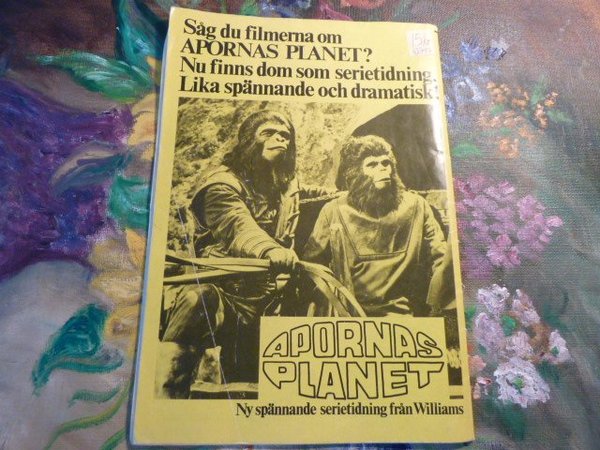 Såg du filmerna om
APORNAS PLANET?
Nu finns dom som serietidning.
Lika spännande och dramatisk!
APORNAS
PLANET
Ny spännande serietidning från Williams